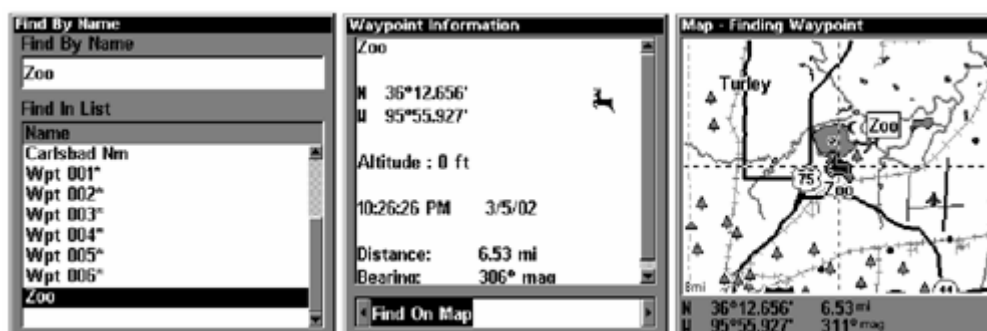 Find By Name
Find By Name
Zoo
Find In List
Name
Carlsbad Nm
Wpt 001*
Wpt 002*
Wpt 003*
Wpt 004*
Wpt 005*
Wpt 006*
Zoo
Waypoint Information
Zoo
N 36°12.656'
W 95°55.927'
Altitude : 0 ft
10:26:26 PM 3/5/02
Distance: 6.53 mi
Bearing: 306° mag
Find On Map
Map - Finding Waypoint
Turley
Zoo
75
Zoo
44
8mi
N 36°12.656' 6.53 mi
W 95°55.927' 311° mag